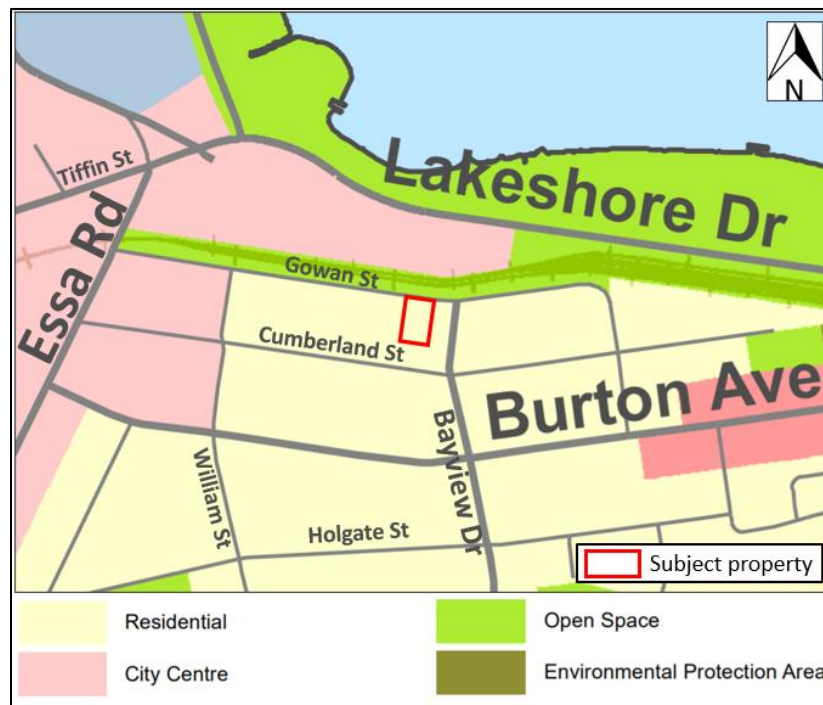 N
Tiffin St
Lakeshore Dr
Essa Rd
Gowan St
Cumberland St
Burton Ave
William St
Bayview Dr
Holgate St
Subject property
Residential
Open Space
City Centre
Environmental Protection Area